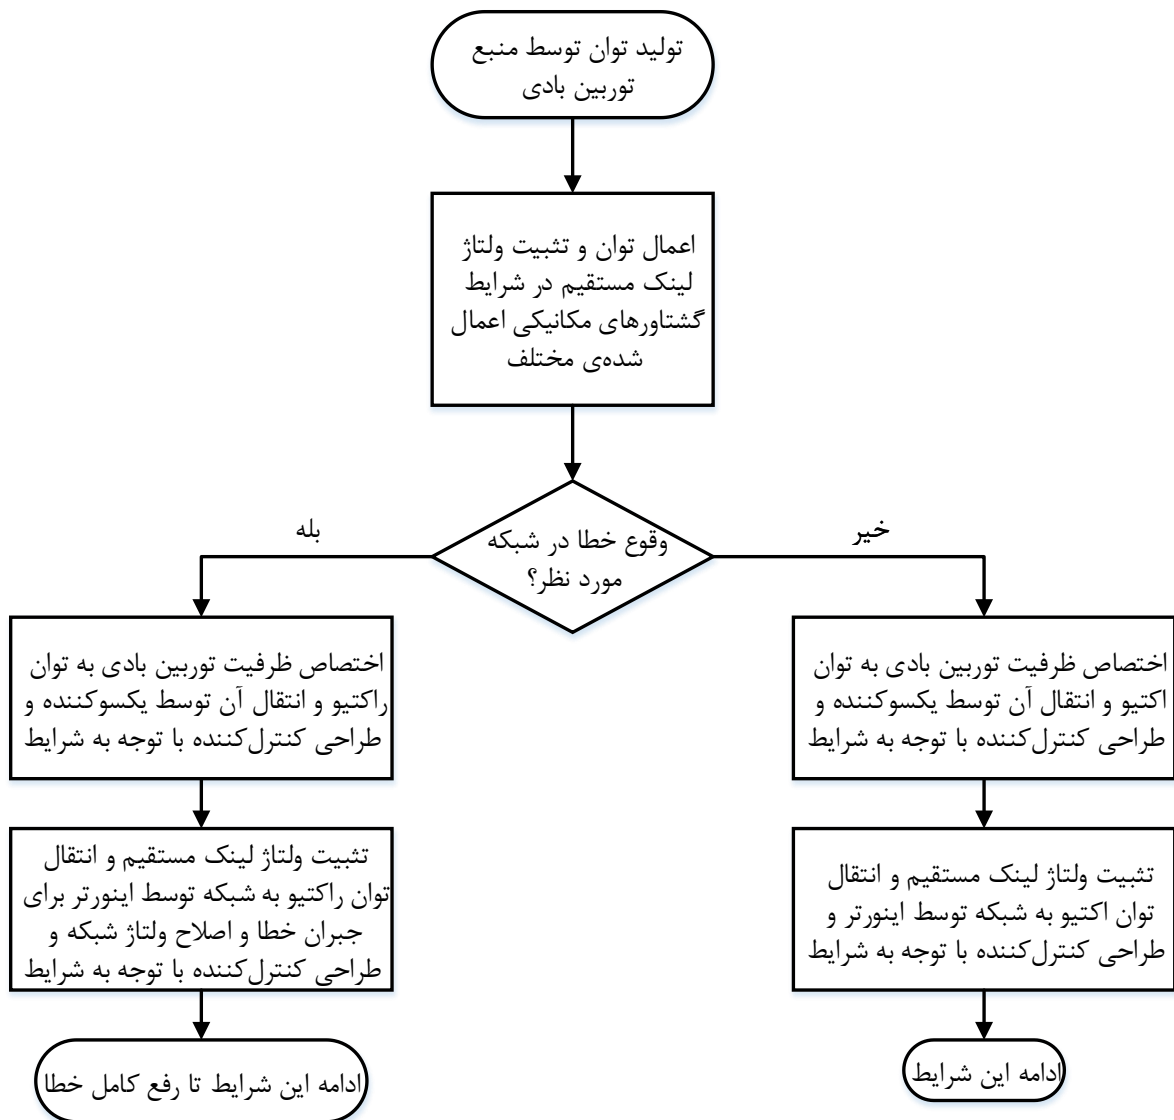 تولید توان توسط منبع
توربین بادی
اعمال توان و تثبیت ولتاژ
لینک مستقیم در شرایط
گشتاورهای مکانیکی اعمال
شده‌ی مختلف
وقوع خطا در شبکه
مورد نظر؟
خیر
بله
اختصاص ظرفیت توربین بادی به توان
اکتیو و انتقال آن توسط یکسوکننده و
طراحی کنترل‌کننده با توجه به شرایط
تثبیت ولتاژ لینک مستقیم و انتقال
توان اکتیو به شبکه توسط اینورتر و
طراحی کنترل‌کننده با توجه به شرایط
ادامه این شرایط
اختصاص ظرفیت توربین بادی به توان
راکتیو و انتقال آن توسط یکسوکننده و
طراحی کنترل‌کننده با توجه به شرایط
تثبیت ولتاژ لینک مستقیم و انتقال
توان راکتیو به شبکه توسط اینورتر برای
جبران خطا و اصلاح ولتاژ شبکه و
طراحی کنترل‌کننده با توجه به شرایط
ادامه این شرایط تا رفع کامل خطا